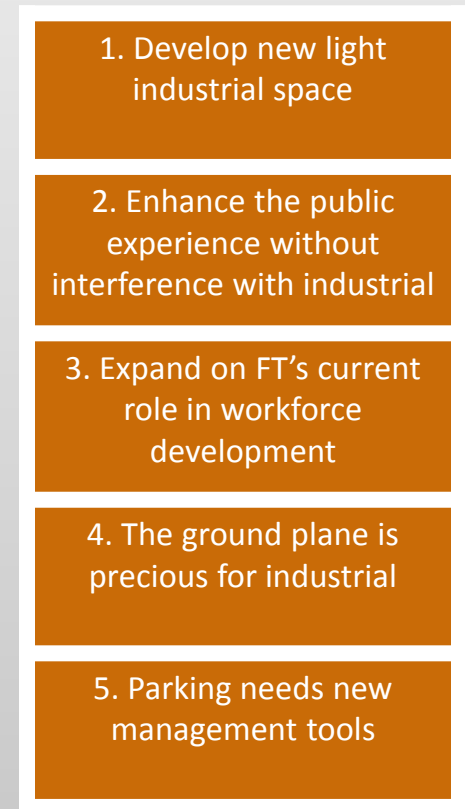 1. Develop new light
industrial space
2. Enhance the public
experience without
interference with industrial
3. Expand on FT’s current
role in workforce
development
4. The ground plane is
precious for industrial
5. Parking needs new
management tools